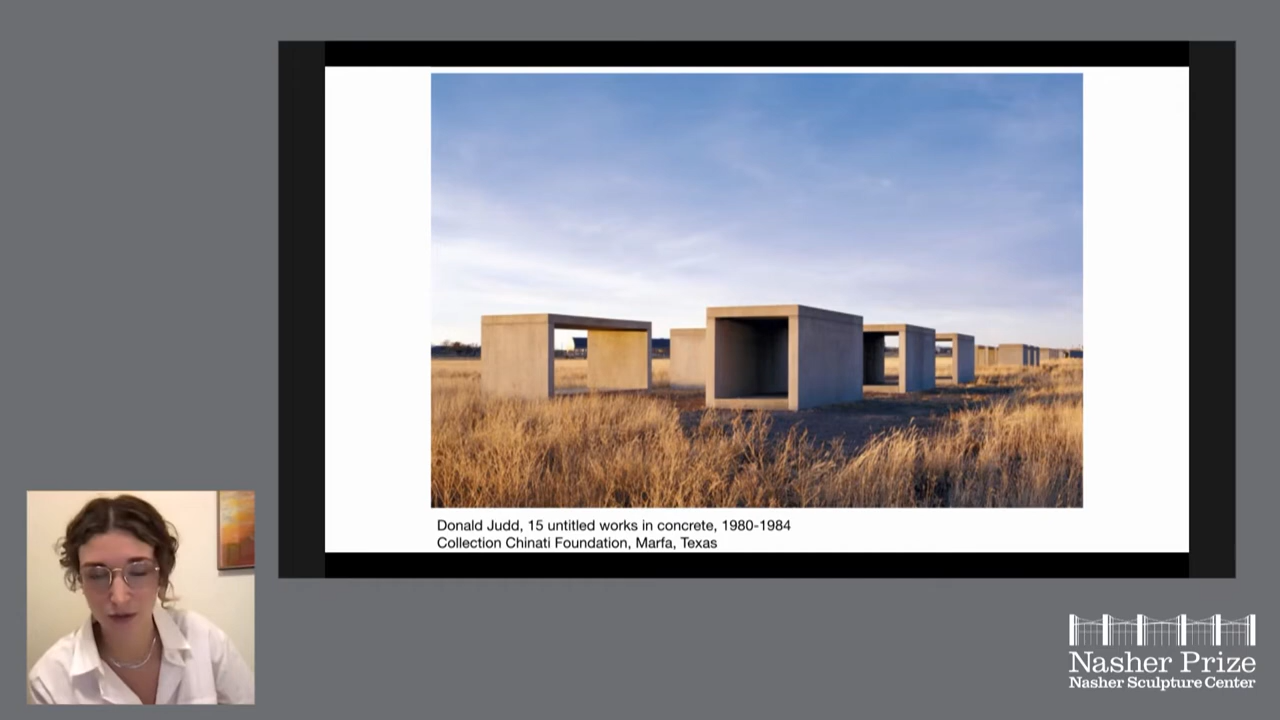 Donald Judd, 15 untitled works in concrete, 1980-1984
Collection Chinati Foundation, Marfa, Texas
Nasher Prize
Nasher Sculpture Center